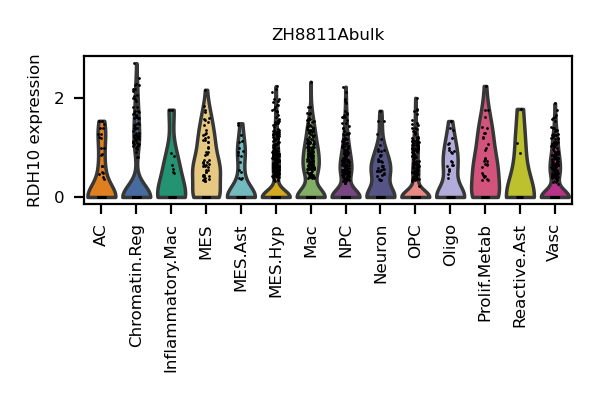 ZH8811Abulk
RDH10 expression
2
0
AC
Chromatin.Reg
Inflammatory.Mac
MES
MES.Ast
MES.Hyp
Mac
NPC
Neuron
OPC
Oligo
Prolif.Metab
Reactive.Ast
Vasc